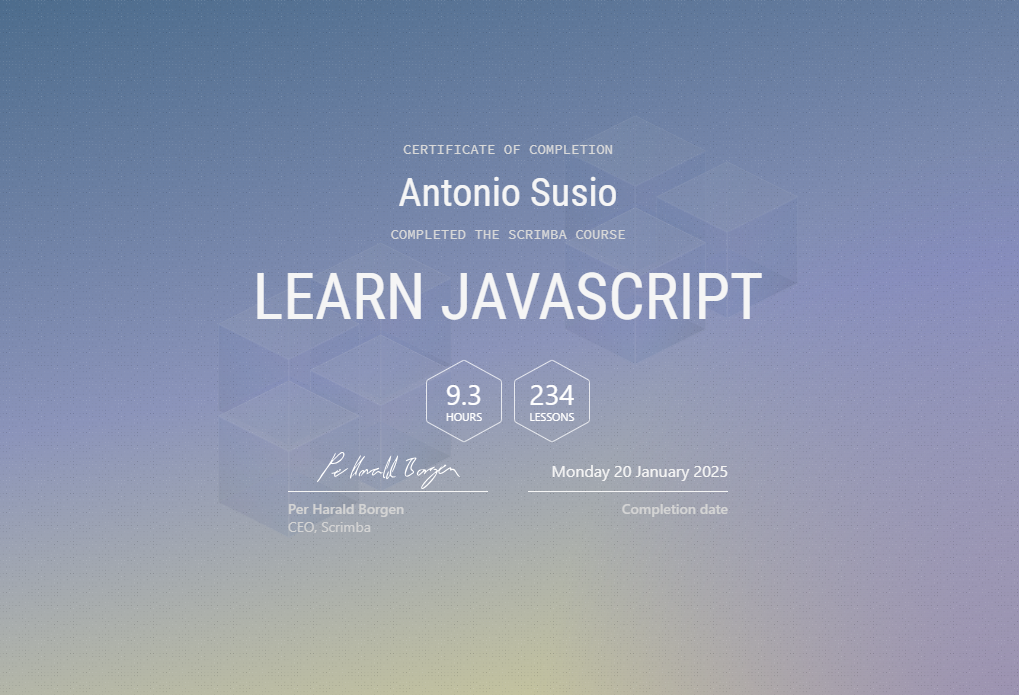 CERTIFICATE OF COMPLETION
Antonio Susio
COMPLETED THE SCRIMBA COURSE
LEARN JAVASCRIPT
9.3
HOURS
234
LESSONS
Per Harald Borgen
Monday 20 January 2025
Per Harald Borgen
CEO, Scrimba
Completion date